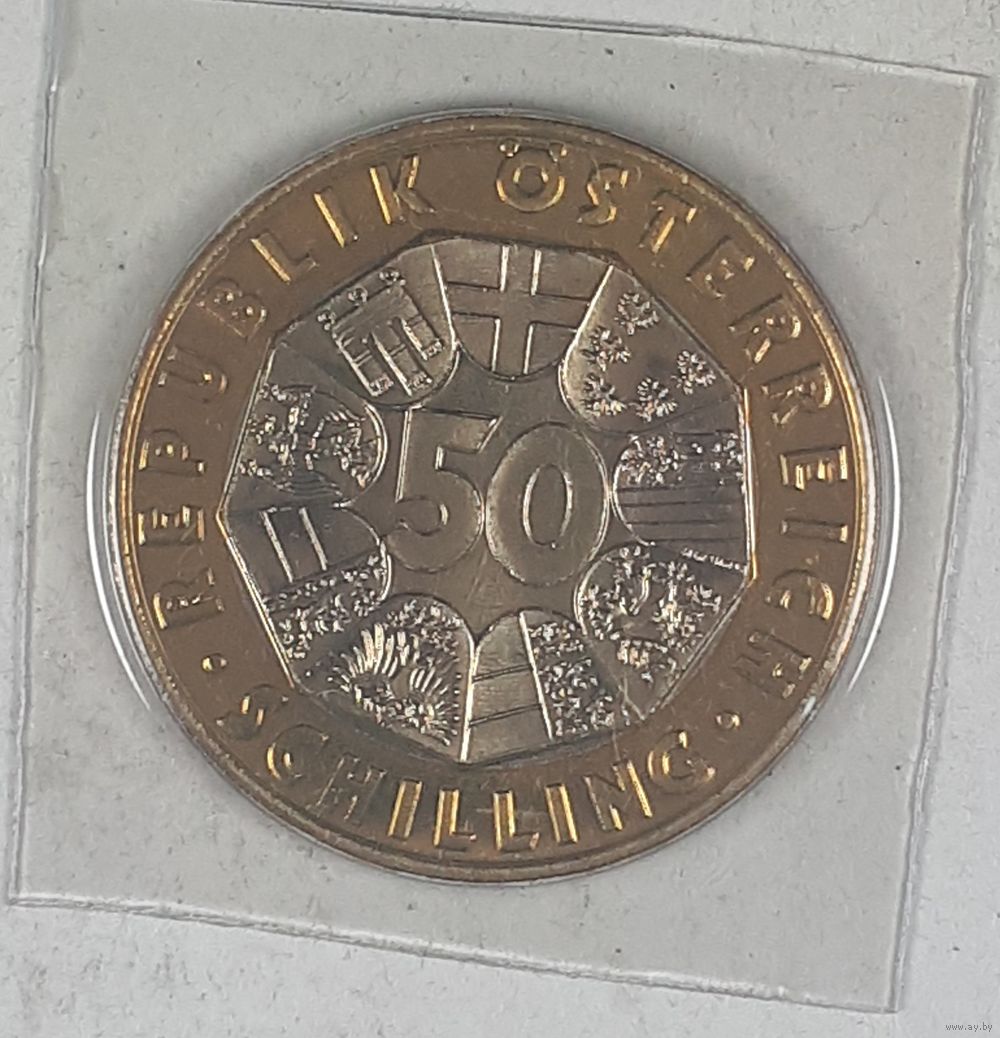 REPUBLIK ÖSTERREICH
50
· SCHILLING ·
www.ay.by